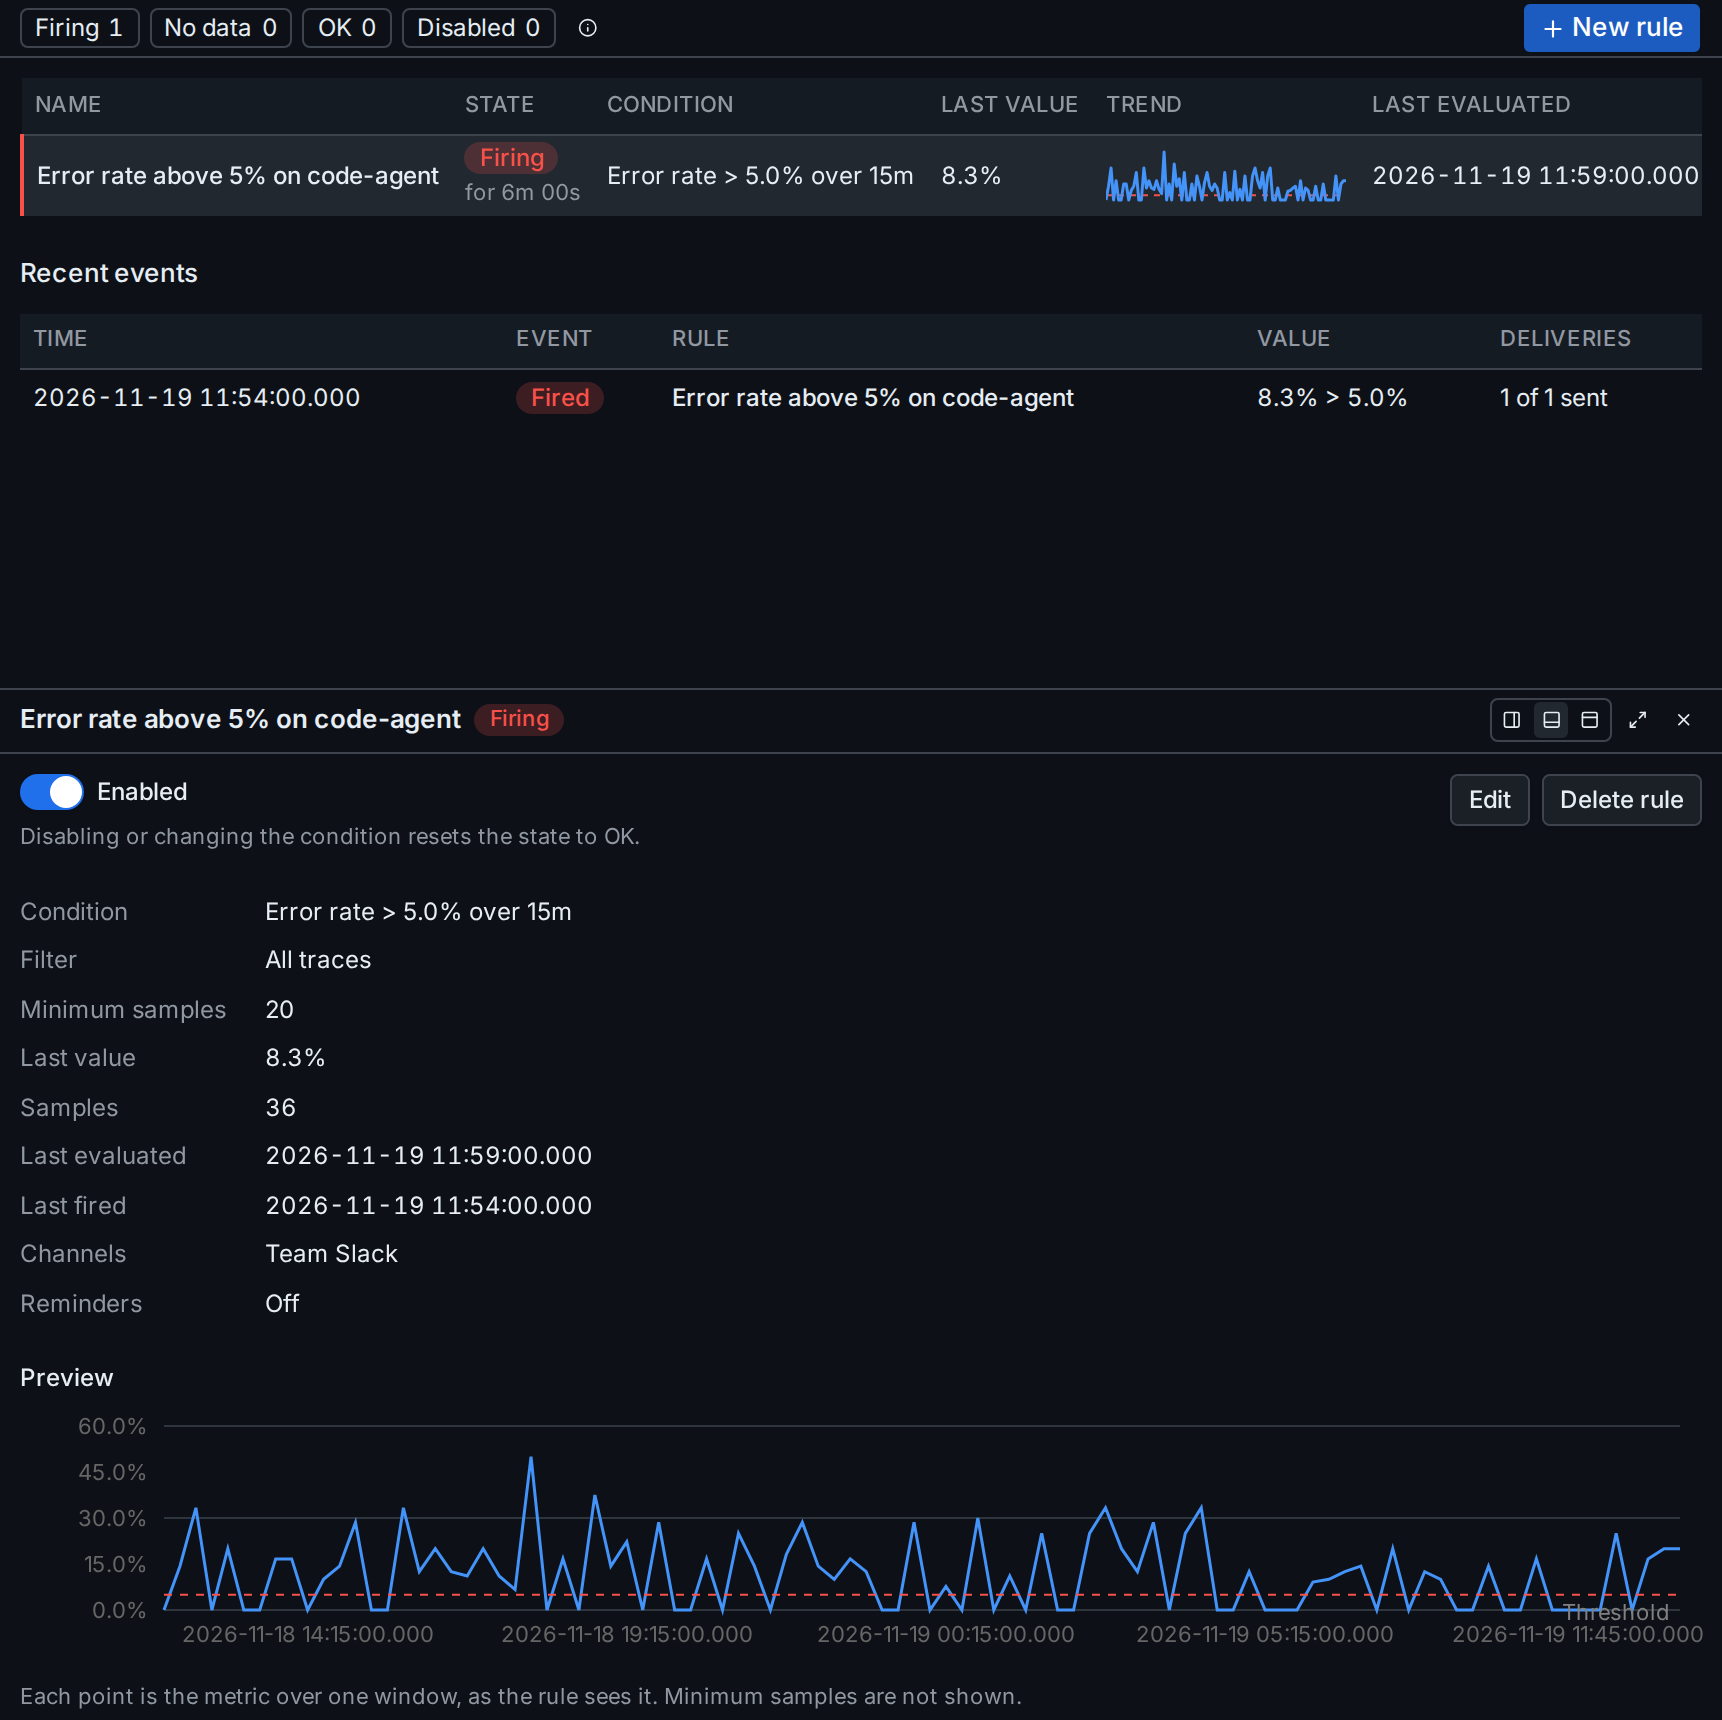 Firing 1 No data 0 OK 0 Disabled 0 + New rule
NAME STATE CONDITION LAST VALUE TREND LAST EVALUATED
Error rate above 5% on code-agent Firing Error rate > 5.0% over 15m 8.3% 2026-11-19 11:59:00.000
for 6m 00s
Recent events
TIME EVENT RULE VALUE DELIVERIES
2026-11-19 11:54:00.000 Fired Error rate above 5% on code-agent 8.3% > 5.0% 1 of 1 sent
Error rate above 5% on code-agent Firing
Enabled Edit Delete rule
Disabling or changing the condition resets the state to OK.
Condition Error rate > 5.0% over 15m
Filter All traces
Minimum samples 20
Last value 8.3%
Samples 36
Last evaluated 2026-11-19 11:59:00.000
Last fired 2026-11-19 11:54:00.000
Channels Team Slack
Reminders Off
Preview
60.0%
45.0%
30.0%
15.0%
0.0%
Threshold
2026-11-18 14:15:00.000 2026-11-18 19:15:00.000 2026-11-19 00:15:00.000 2026-11-19 05:15:00.000 2026-11-19 11:45:00.000
Each point is the metric over one window, as the rule sees it. Minimum samples are not shown.